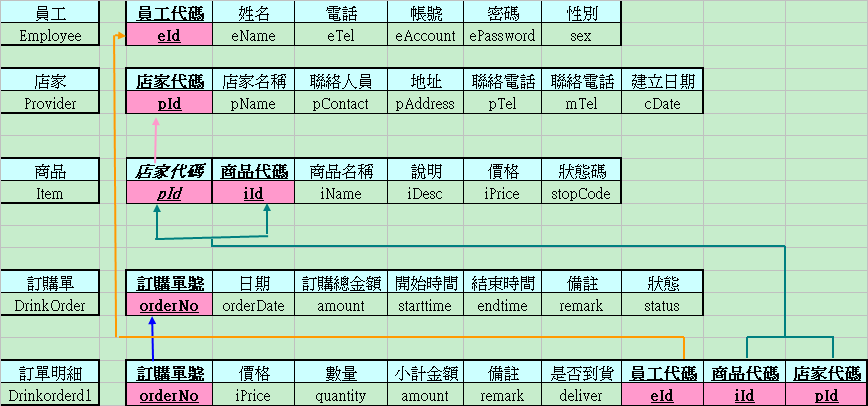 員工 員工代碼 姓名 電話 帳號 密碼 性別
Employee eId eName eTel eAccount ePassword sex
店家 店家代碼 店家名稱 聯絡人員 地址 聯絡電話 聯絡電話 建立日期
Provider pId pName pContact pAddress pTel mTel cDate
商品 店家代碼 商品代碼 商品名稱 說明 價格 狀態碼
Item pId iId iName iDesc iPrice stopCode
訂購單 訂購單號 日期 訂購總金額 開始時間 結束時間 備註 狀態
DrinkOrder orderNo orderDate amount starttime endtime remark status
訂單明細 訂購單號 價格 數量 小計金額 備註 是否到貨 員工代碼 商品代碼 店家代碼
Drinkorderd1 orderNo iPrice quantity amount remark deliver eId iId pId